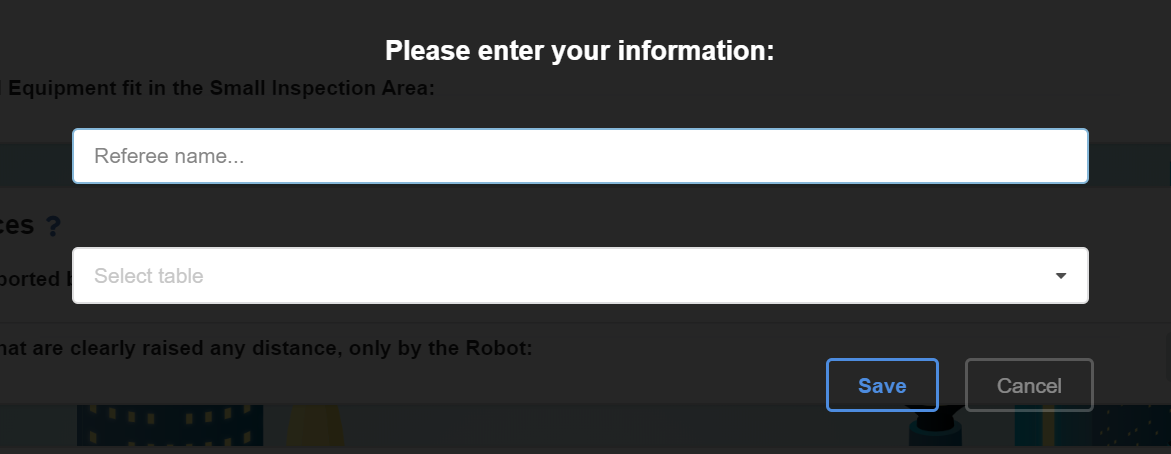 Please enter your information:
Equipment fit in the Small Inspection Area:
Referee name...
ces ?
Select table
ported
hat are clearly raised any distance, only by the Robot:
Save
Cancel